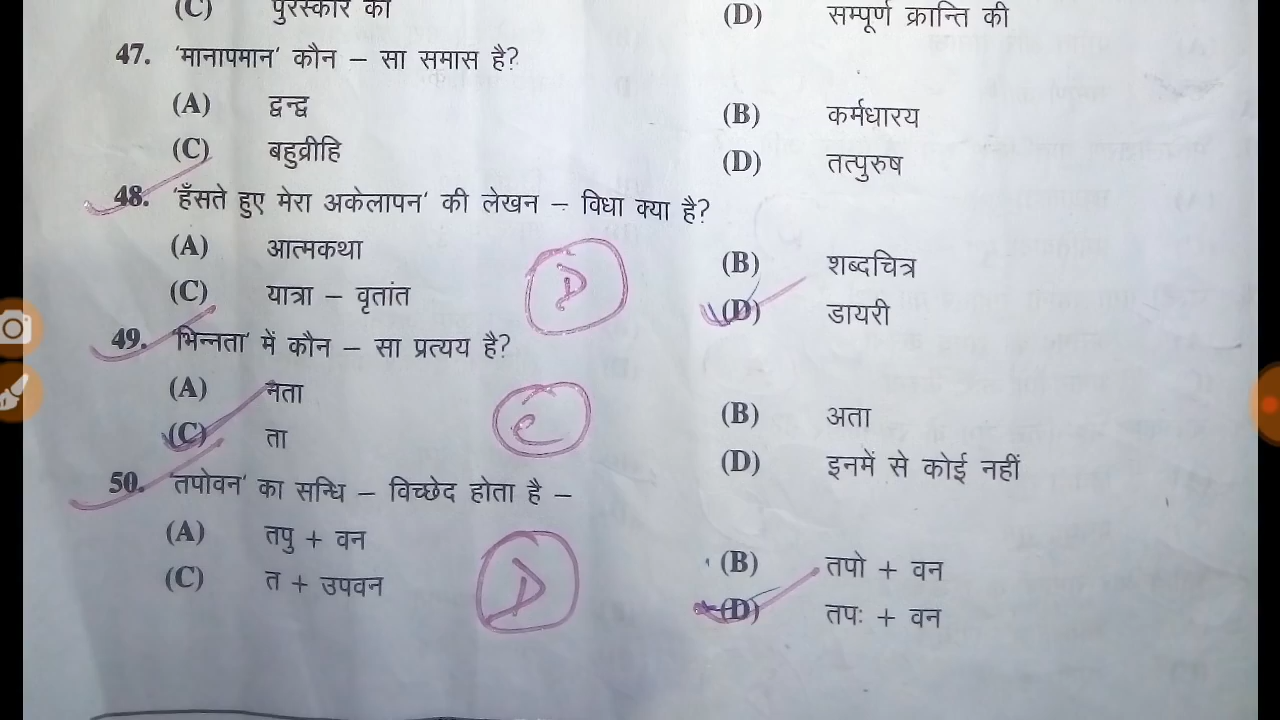 (C) पुरस्कार की (D) सम्पूर्ण क्रान्ति की
47. 'मानापमान' कौन – सा समास है?
(A) द्वन्द्व (B) कर्मधारय
(C) बहुव्रीहि (D) तत्पुरुष
48. 'हँसते हुए मेरा अकेलापन' की लेखन – विधा क्या है?
(A) आत्मकथा (B) शब्दचित्र
(C) यात्रा – वृतांत (D) डायरी
D
49. 'भिन्नता' में कौन – सा प्रत्यय है?
(A) नता (B) अता
(C) ता (D) इनमें से कोई नहीं
C
50. 'तपोवन' का सन्धि – विच्छेद होता है –
(A) तपु + वन (B) तपो + वन
(C) त + उपवन (D) तपः + वन
D